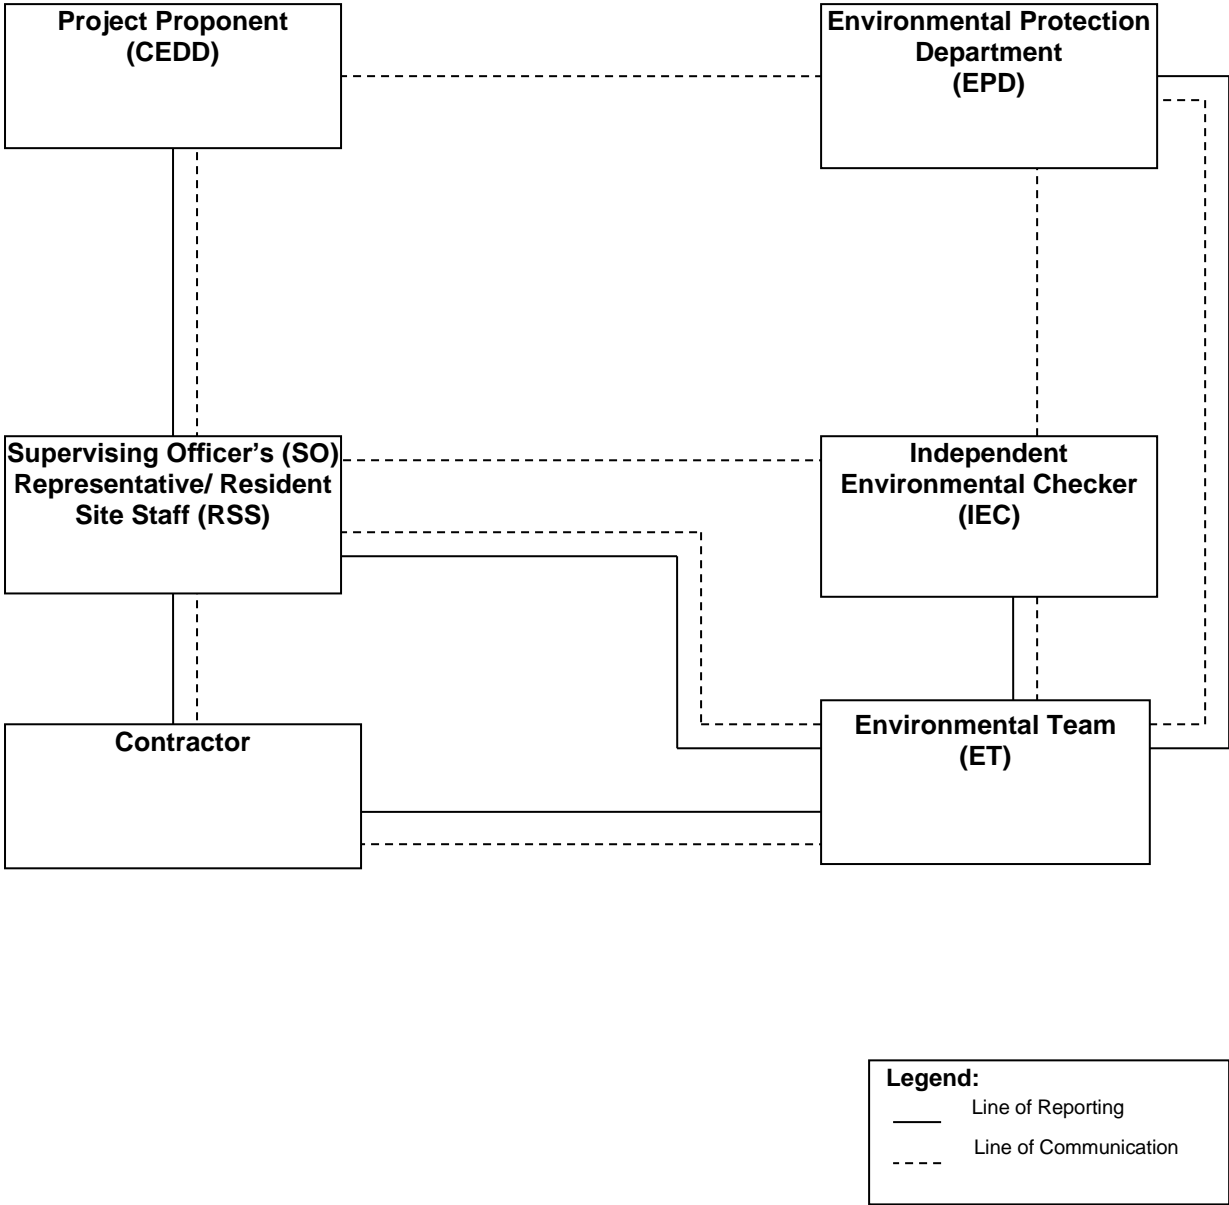 Project Proponent
(CEDD)
Environmental Protection
Department
(EPD)
Supervising Officer’s (SO)
Representative/ Resident
Site Staff (RSS)
Independent
Environmental Checker
(IEC)
Contractor
Environmental Team
(ET)
Legend:
Line of Reporting
Line of Communication